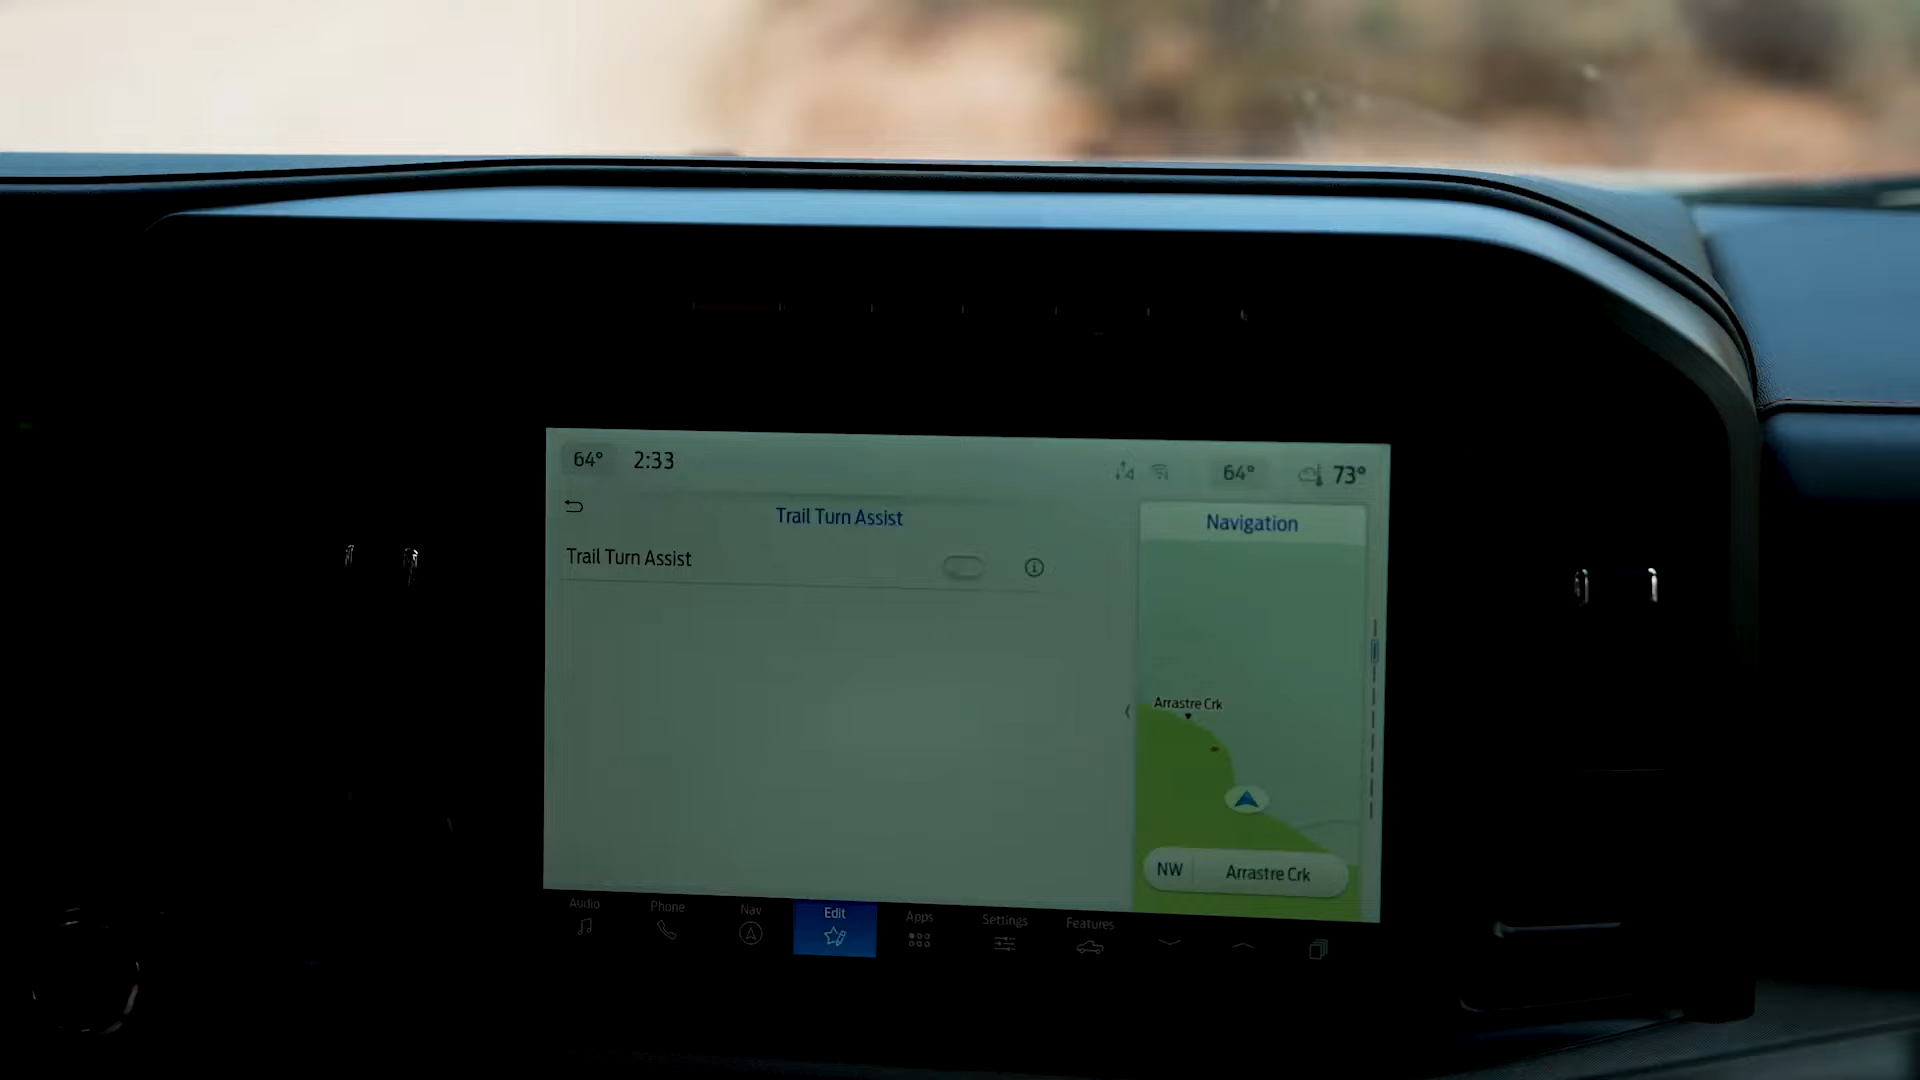 64° 2:33 64° 73°
Trail Turn Assist
Trail Turn Assist
Navigation
Arrastre Crk
NW Arrastre Crk
Audio Phone Nav Edit Apps Settings Features